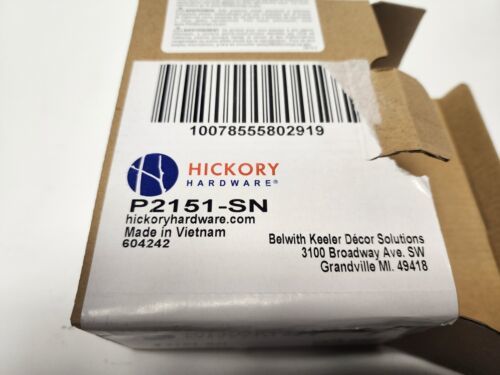 10078555802919
HICKORY
HARDWARE®
P2151-SN
hickoryhardware.com
Made in Vietnam
604242
Belwith Keeler Décor Solutions
3100 Broadway Ave. SW
Grandville MI. 49418